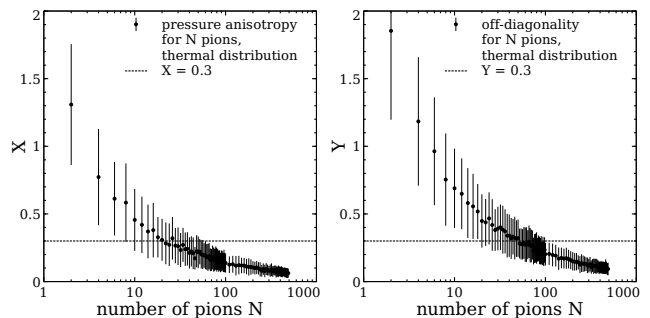 2
1.5
1
0.5
0
X
pressure anisotropy
for N pions,
thermal distribution
X = 0.3
1 10 100 1000
number of pions N
2
1.5
1
0.5
0
Y
off-diagonality
for N pions,
thermal distribution
Y = 0.3
1 10 100 1000
number of pions N